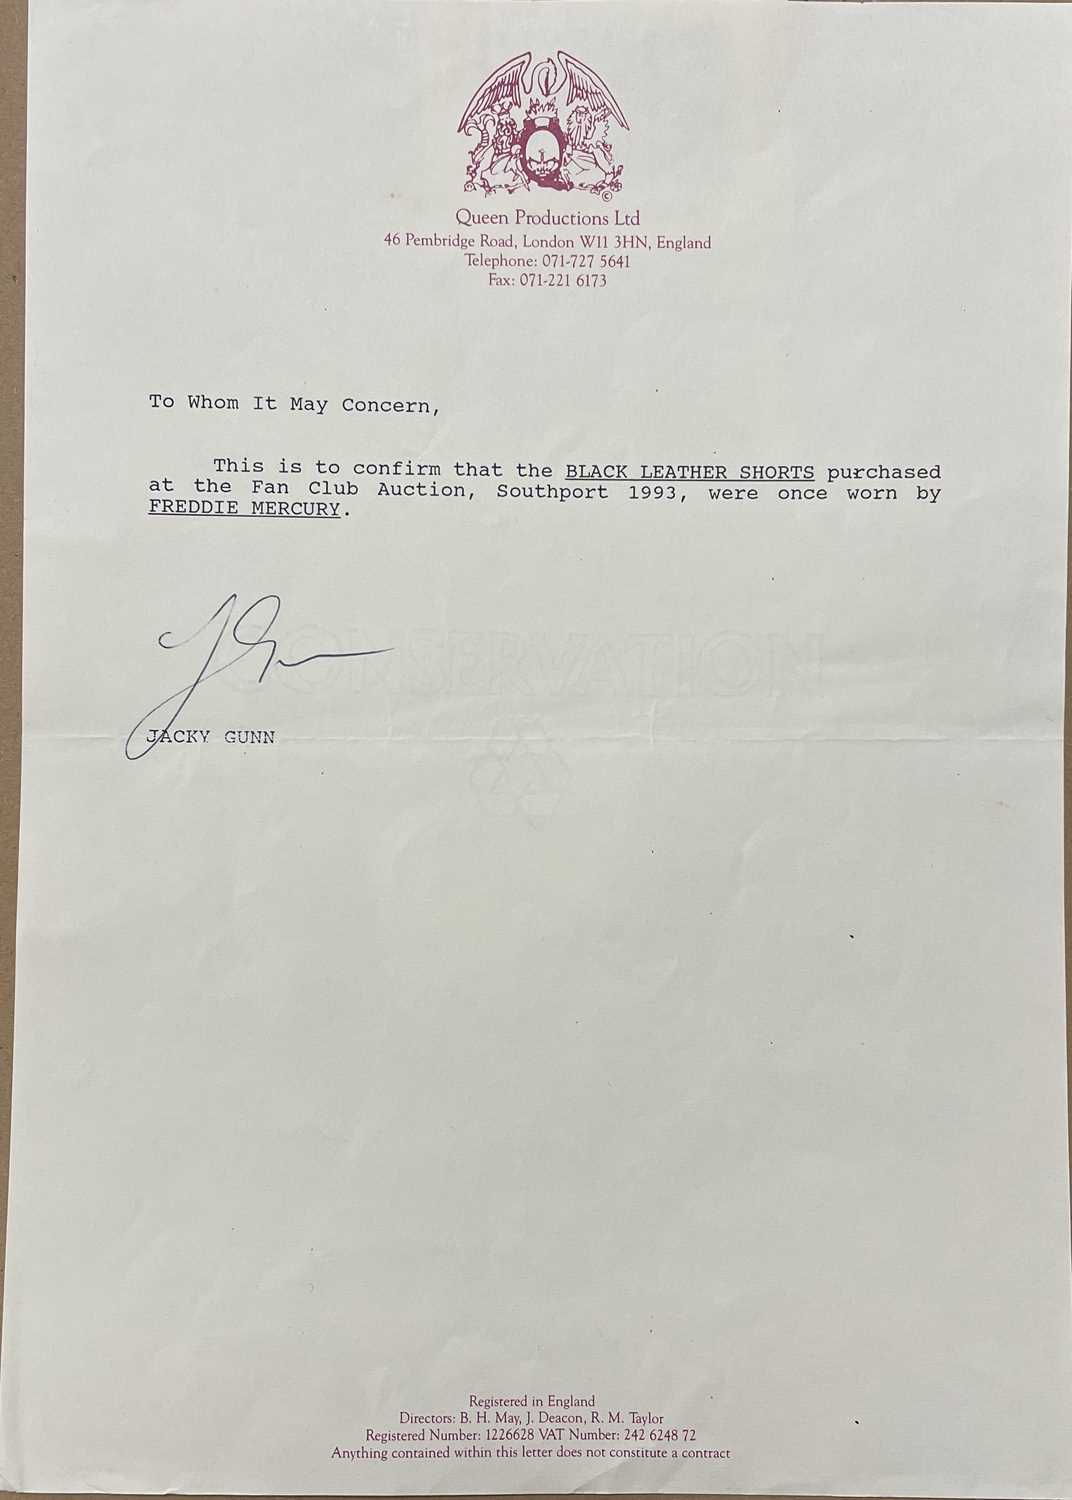 Queen Productions Ltd
46 Pembridge Road, London W11 3HN, England
Telephone: 071-727 5641
Fax: 071-221 6173
To Whom It May Concern,
This is to confirm that the BLACK LEATHER SHORTS purchased
at the Fan Club Auction, Southport 1993, were once worn by
FREDDIE MERCURY.
CONSERVATION
JACKY GUNN
Registered in England
Directors: B. H. May, J. Deacon, R. M. Taylor
Registered Number: 1226628 VAT Number: 242 6248 72
Anything contained within this letter does not constitute a contract